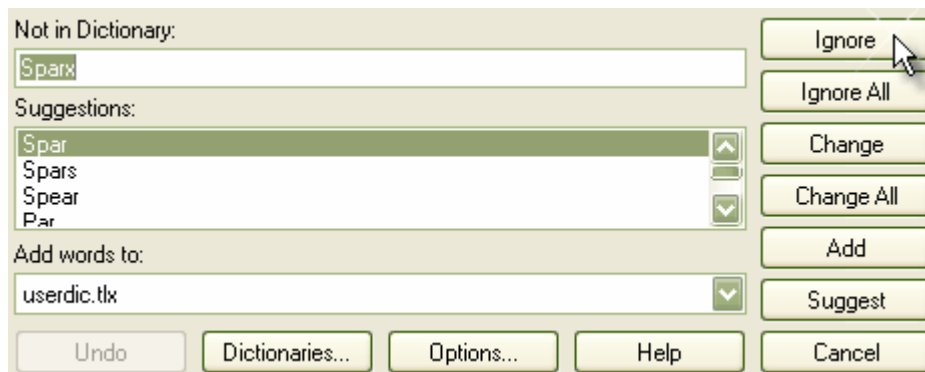 Not in Dictionary:
Sparx
Suggestions:
Spar
Spars
Spear
Par
Add words to:
userdic.tlx
Undo
Dictionaries...
Options...
Help
Ignore
Ignore All
Change
Change All
Add
Suggest
Cancel